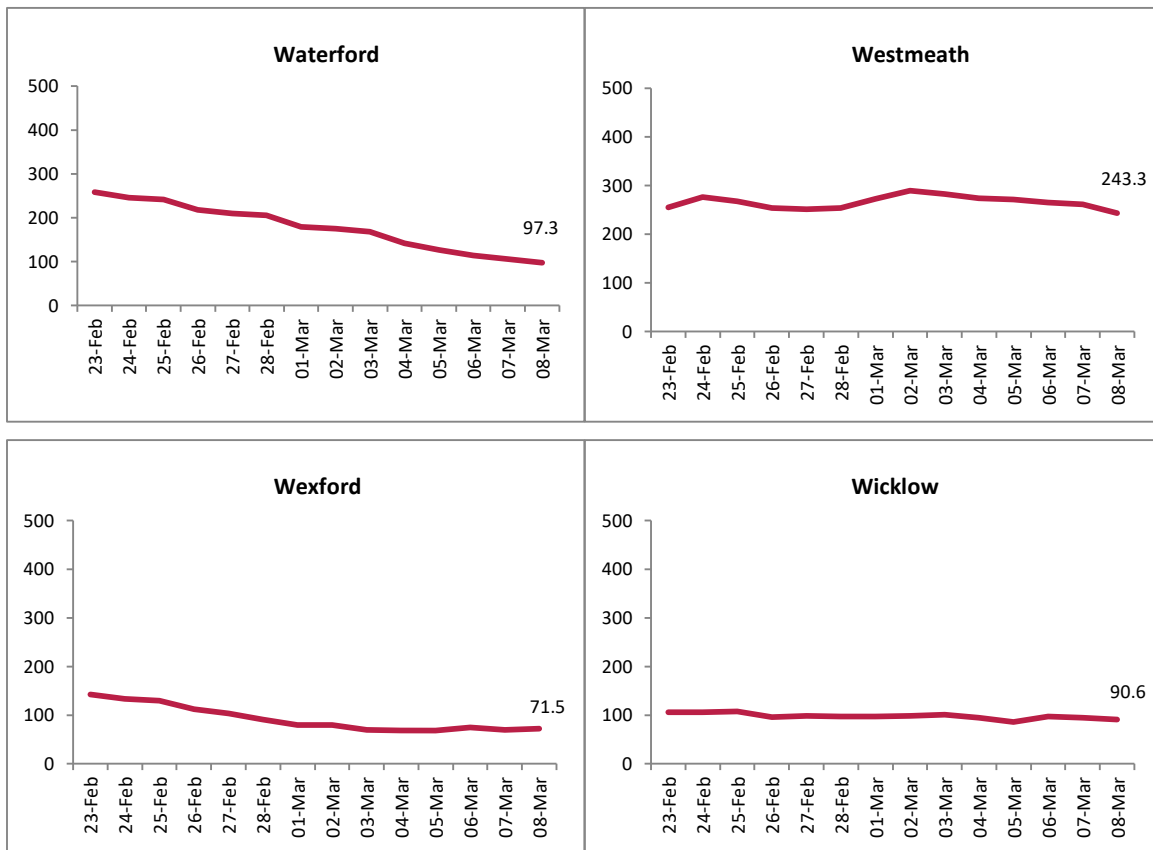 Waterford
500
400
300
200
100
0
97.3
23-Feb
24-Feb
25-Feb
26-Feb
27-Feb
28-Feb
01-Mar
02-Mar
03-Mar
04-Mar
05-Mar
06-Mar
07-Mar
08-Mar
Westmeath
500
400
300
200
100
0
243.3
23-Feb
24-Feb
25-Feb
26-Feb
27-Feb
28-Feb
01-Mar
02-Mar
03-Mar
04-Mar
05-Mar
06-Mar
07-Mar
08-Mar
Wexford
500
400
300
200
100
0
71.5
23-Feb
24-Feb
25-Feb
26-Feb
27-Feb
28-Feb
01-Mar
02-Mar
03-Mar
04-Mar
05-Mar
06-Mar
07-Mar
08-Mar
Wicklow
500
400
300
200
100
0
90.6
23-Feb
24-Feb
25-Feb
26-Feb
27-Feb
28-Feb
01-Mar
02-Mar
03-Mar
04-Mar
05-Mar
06-Mar
07-Mar
08-Mar